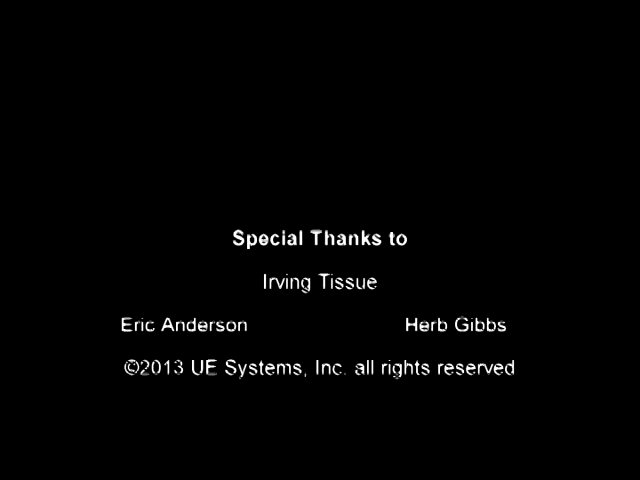 Special Thanks to
Irving Tissue
Eric Anderson Herb Gibbs
©2013 UE Systems, Inc. all rights reserved